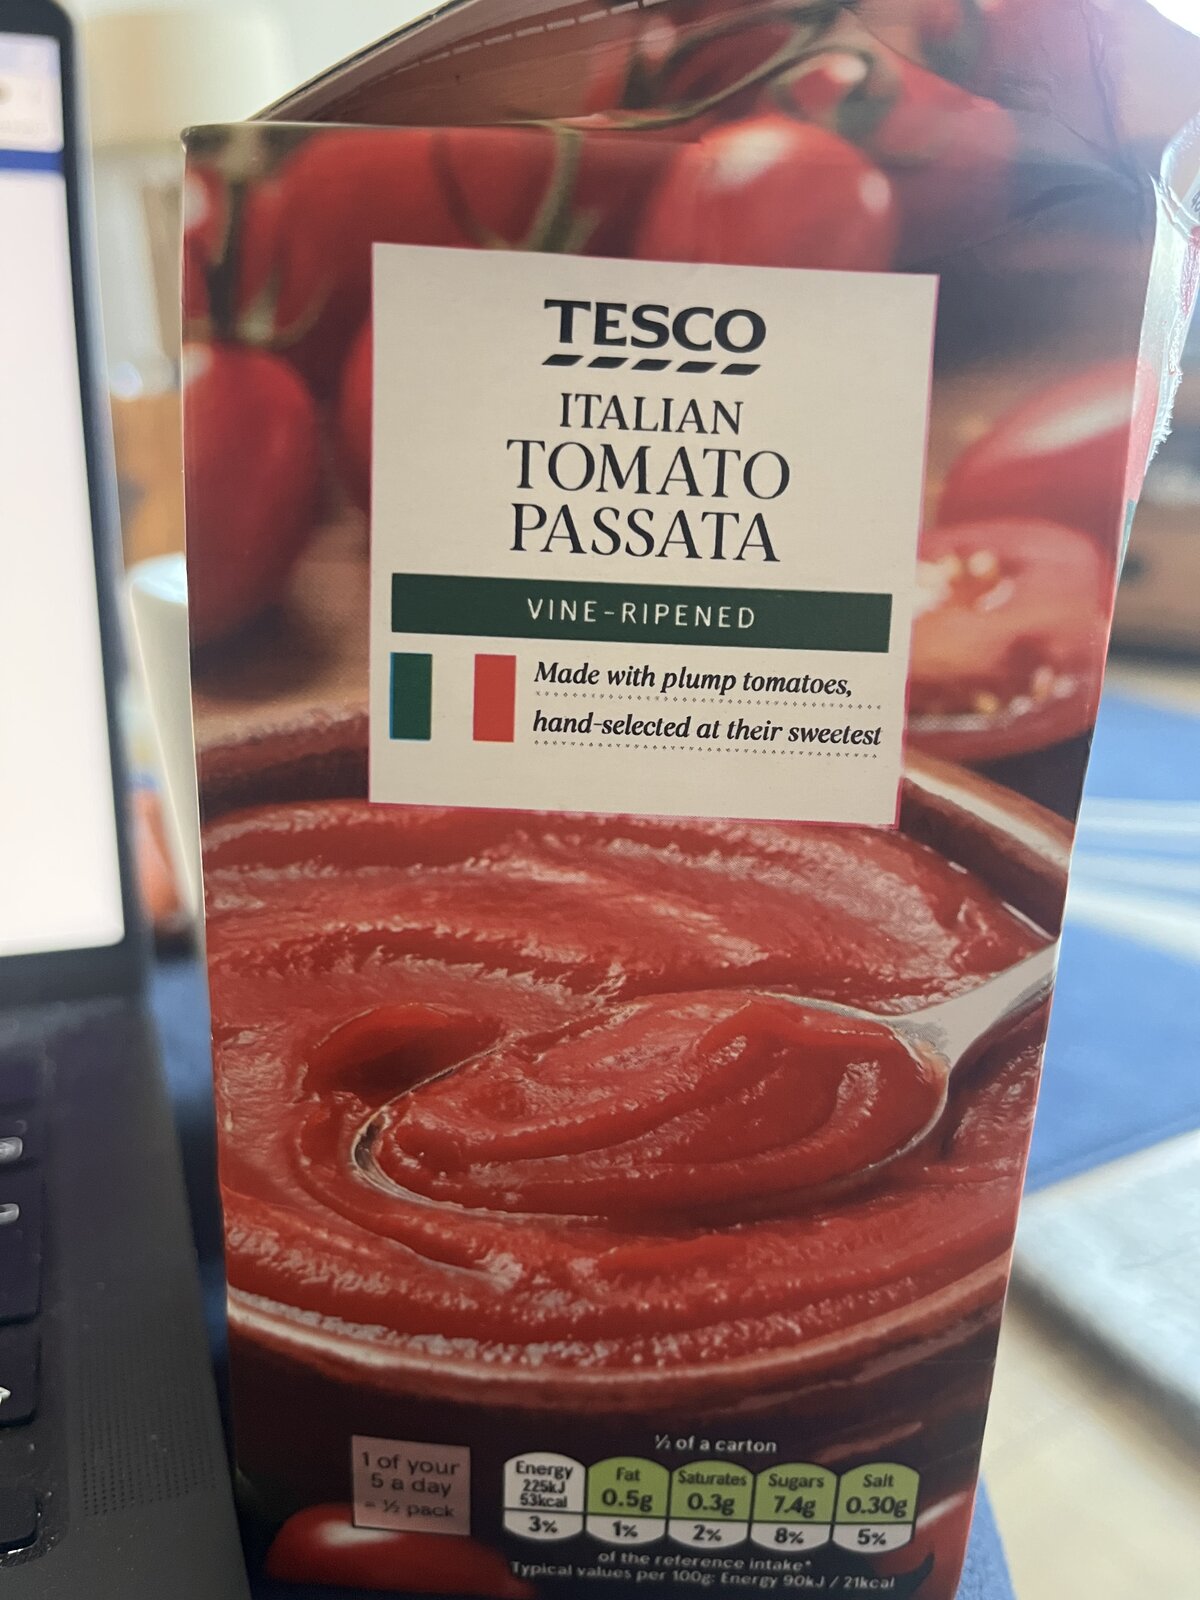 TESCO
ITALIAN
TOMATO
PASSATA
VINE-RIPENED
Made with plump tomatoes,
hand-selected at their sweetest
1 of your
5 a day
= ½ pack
½ of a carton
Energy
225kJ
53kcal
3%
Fat
0.5g
1%
Saturates
0.3g
2%
Sugars
7.4g
8%
Salt
0.30g
5%
of the reference intake*
Typical values per 100g: Energy 90kJ / 21kcal